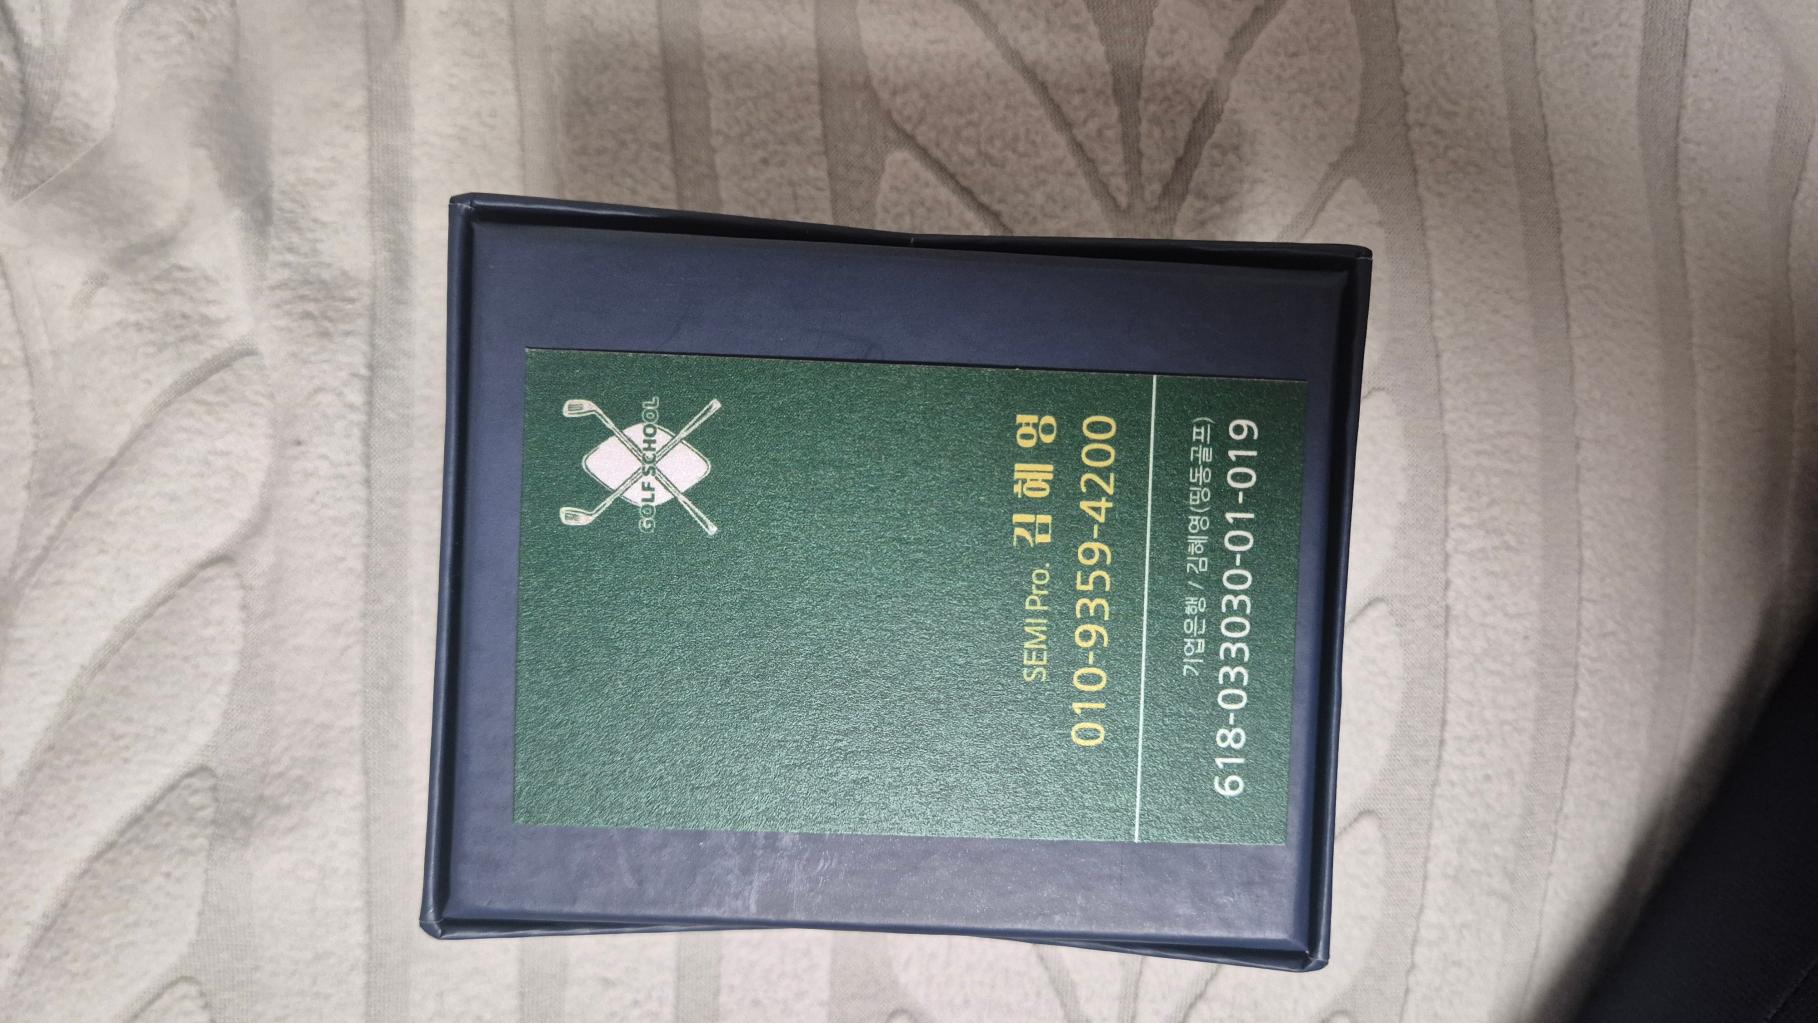 GOLF SCHOOL
SEMI Pro. 김혜영
010-9359-4200
기업은행 / 김혜영(띵동골프)
618-033030-01-019